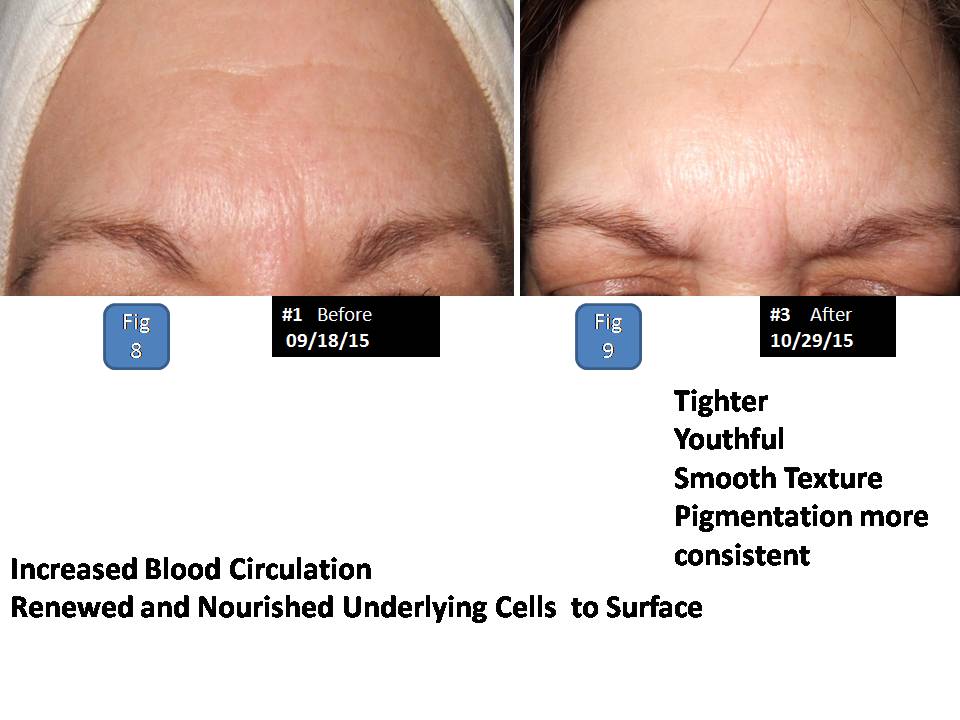 Fig
8
#1 Before
09/18/15
Fig
9
#3 After
10/29/15
Tighter
Youthful
Smooth Texture
Pigmentation more
consistent
Increased Blood Circulation
Renewed and Nourished Underlying Cells to Surface